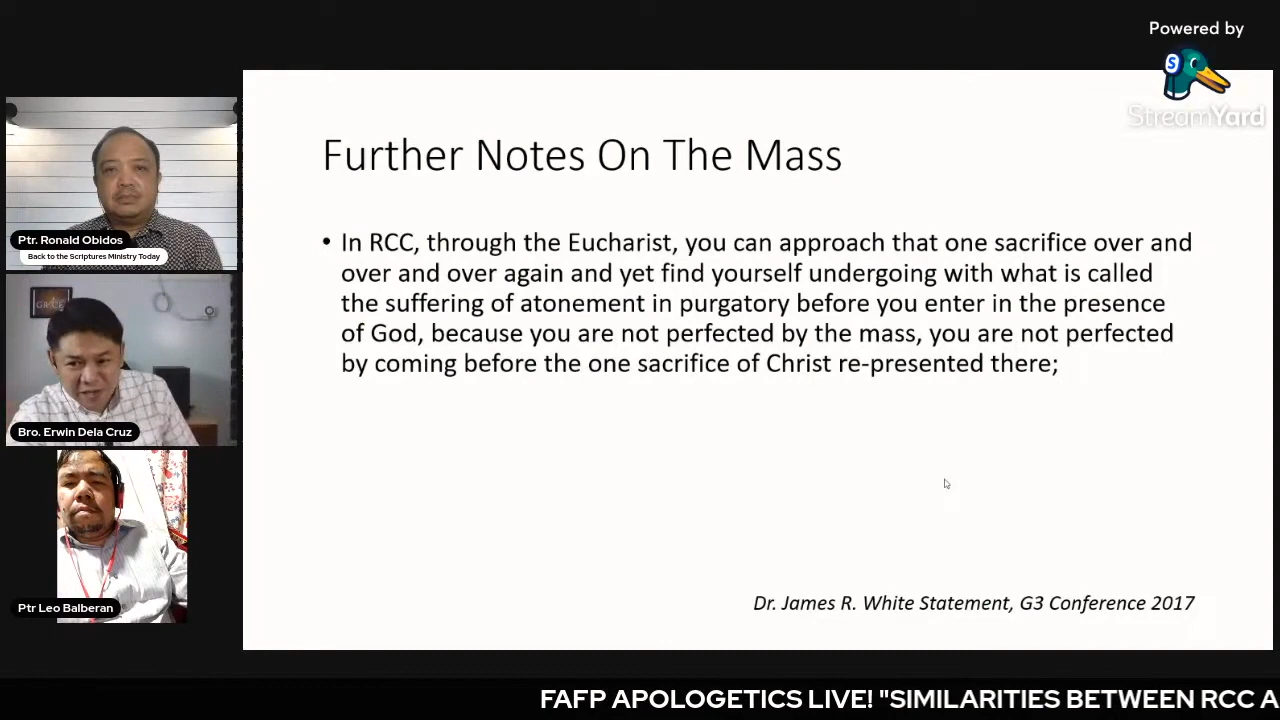 Powered by
S
StreamYard
Further Notes On The Mass
• In RCC, through the Eucharist, you can approach that one sacrifice over and
over and over again and yet find yourself undergoing with what is called
the suffering of atonement in purgatory before you enter in the presence
of God, because you are not perfected by the mass, you are not perfected
by coming before the one sacrifice of Christ re-presented there;
Dr. James R. White Statement, G3 Conference 2017
Ptr. Ronald Obidos
Back to the Scriptures Ministry Today
Bro. Erwin Dela Cruz
Ptr Leo Balberan
FAFP APOLOGETICS LIVE! "SIMILARITIES BETWEEN RCC A